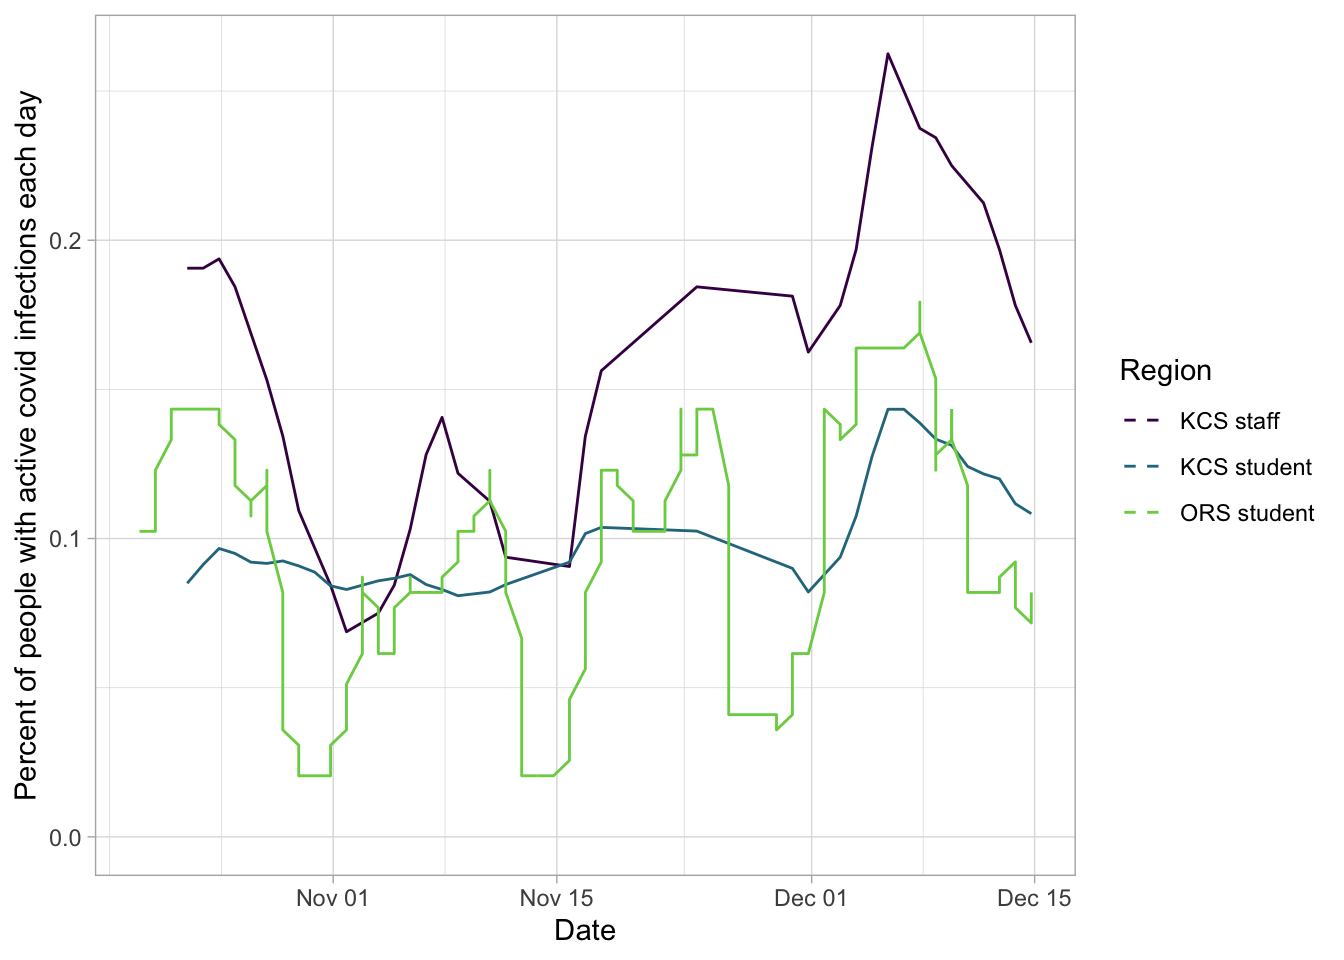 Percent of people with active covid infections each day
0.2
0.1
0.0
Nov 01
Nov 15
Dec 01
Dec 15
Date
Region
KCS staff
KCS student
ORS student